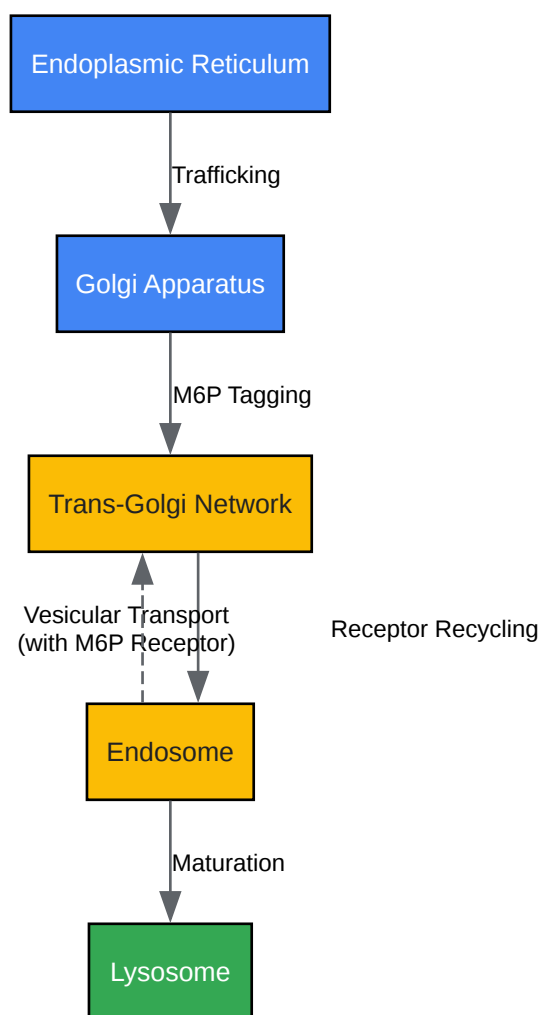 Endoplasmic Reticulum
Trafficking
Golgi Apparatus
M6P Tagging
Trans-Golgi Network
Vesicular Transport
(with M6P Receptor)
Receptor Recycling
Endosome
Maturation
Lysosome